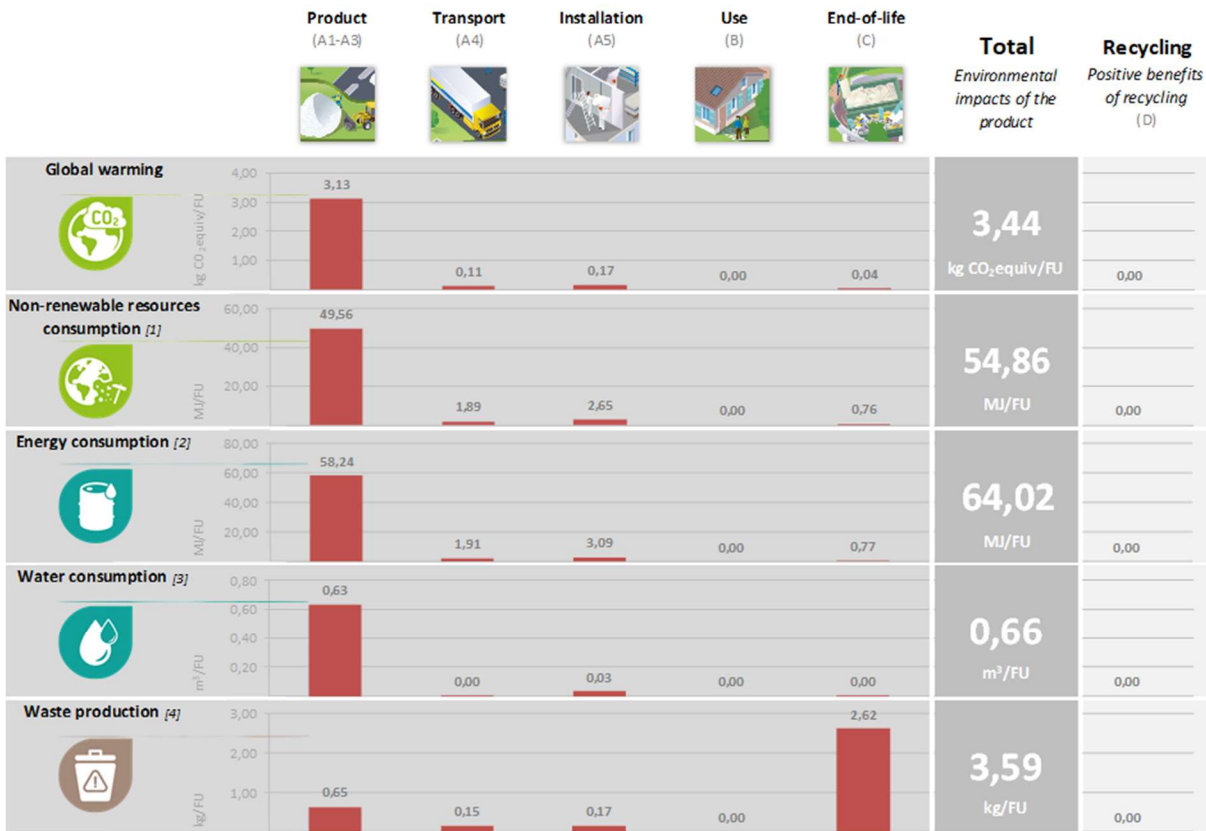 Product
(A1-A3)
Transport
(A4)
Installation
(A5)
Use
(B)
End-of-life
(C)
Total
Environmental
impacts of the
product
Recycling
Positive benefits
of recycling
(D)
Global warming
CO2
kg CO2equiv/FU
4,00
3,00
2,00
1,00
3,13
0,11
0,17
0,00
0,04
3,44
kg CO2equiv/FU
0,00
Non-renewable resources
consumption [1]
MJ/FU
60,00
40,00
20,00
49,56
1,89
2,65
0,00
0,76
54,86
MJ/FU
0,00
Energy consumption [2]
MJ/FU
80,00
60,00
40,00
20,00
58,24
1,91
3,09
0,00
0,77
64,02
MJ/FU
0,00
Water consumption [3]
m³/FU
0,80
0,60
0,40
0,20
0,63
0,00
0,03
0,00
0,00
0,66
m³/FU
0,00
Waste production [4]
kg/FU
3,00
2,00
1,00
0,65
0,15
0,17
0,00
2,62
3,59
kg/FU
0,00